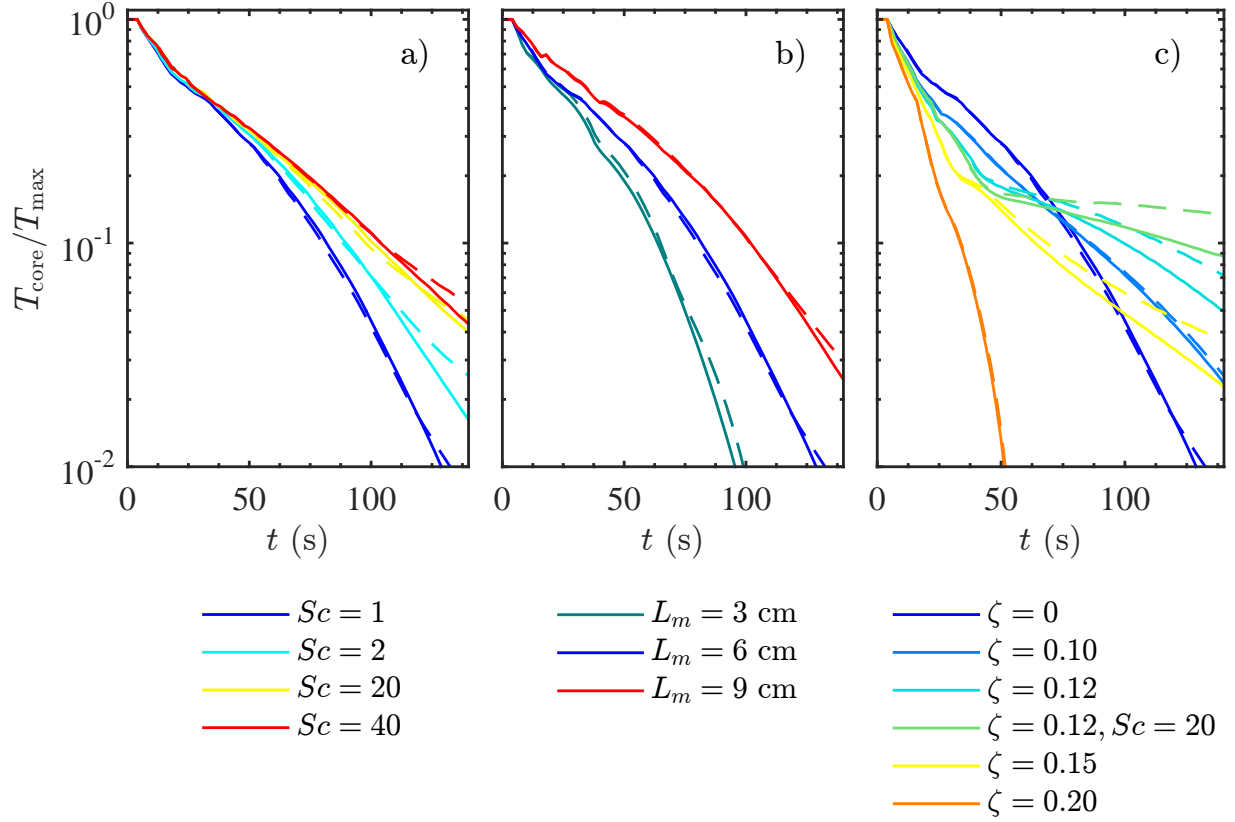 a) b) c)
10^0
10^-1
10^-2
T_core/T_max
0 50 100 0 50 100 0 50 100
t (s) t (s) t (s)
Sc = 1
Sc = 2
Sc = 20
Sc = 40
L_m = 3 cm
L_m = 6 cm
L_m = 9 cm
ζ = 0
ζ = 0.10
ζ = 0.12
ζ = 0.12, Sc = 20
ζ = 0.15
ζ = 0.20